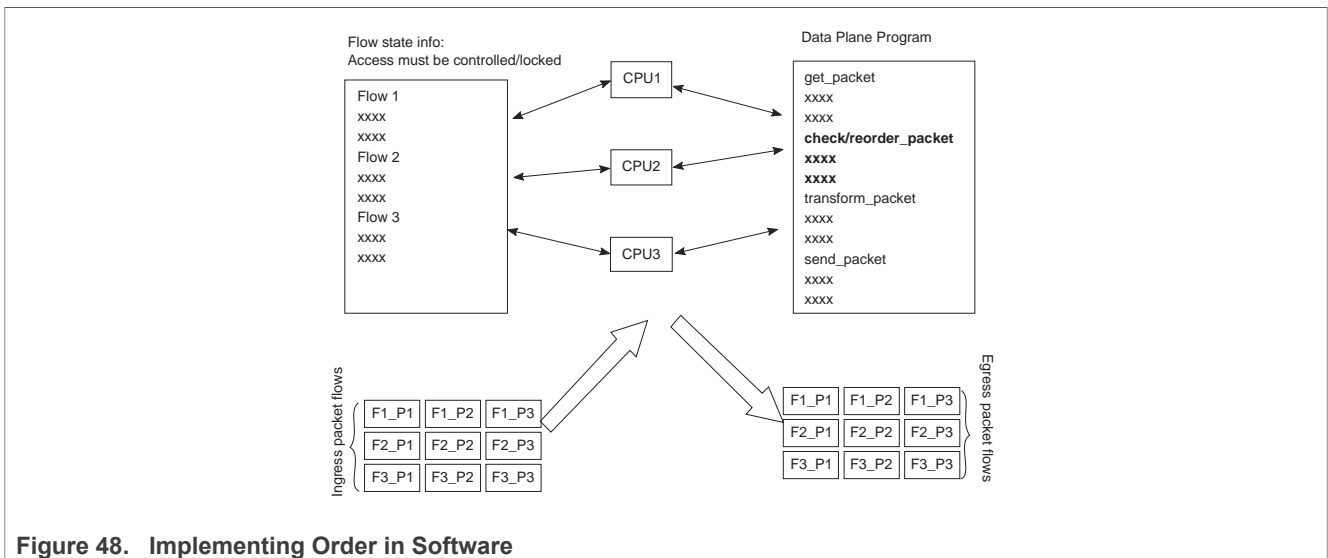 Flow state info:
Access must be controlled/locked
Flow 1
xxxx
xxxx
Flow 2
xxxx
xxxx
Flow 3
xxxx
xxxx
CPU1
CPU2
CPU3
Data Plane Program
get_packet
xxxx
xxxx
check/reorder_packet
xxxx
xxxx
transform_packet
xxxx
xxxx
send_packet
xxxx
xxxx
Ingress packet flows
F1_P1 F1_P2 F1_P3
F2_P1 F2_P2 F2_P3
F3_P1 F3_P2 F3_P3
F1_P1 F1_P2 F1_P3
F2_P1 F2_P2 F2_P3
F3_P1 F3_P2 F3_P3
Egress packet flows
Figure 48. Implementing Order in Software